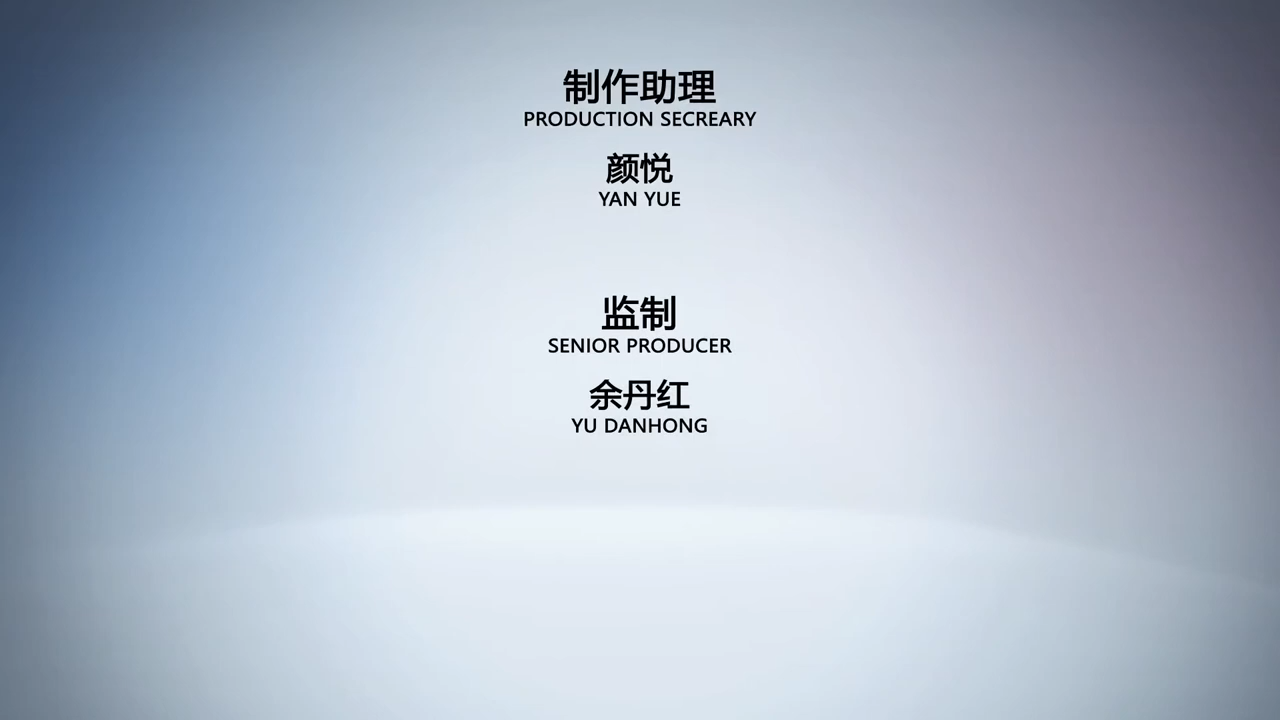 制作助理
PRODUCTION SECREARY
颜悦
YAN YUE
监制
SENIOR PRODUCER
余丹红
YU DANHONG